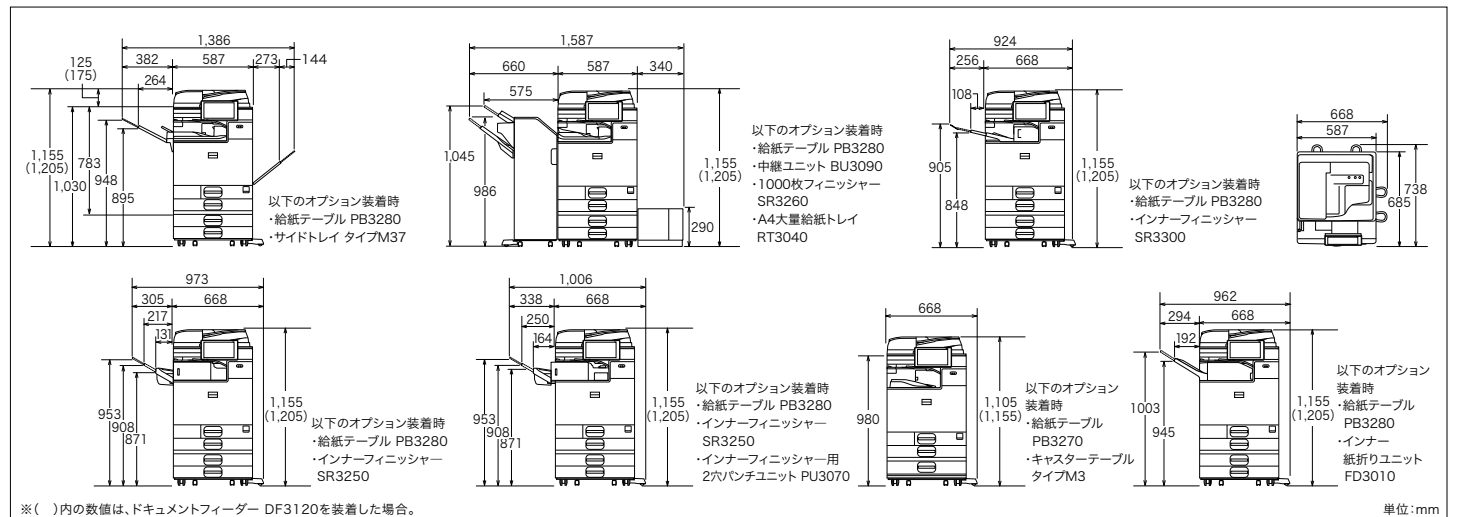 1,386
382
587
273
144
125
(175)
264
1,155
(1,205)
1,030
783
948
895
以下のオプション装着時
・給紙テーブル PB3280
・サイドトレイ タイプM37
1,587
660
587
340
575
1,045
986
1,155
(1,205)
290
以下のオプション装着時
・給紙テーブル PB3280
・中継ユニット BU3090
・1000枚フィニッシャー
SR3260
・A4大量給紙トレイ
RT3040
924
256
668
108
905
848
1,155
(1,205)
以下のオプション装着時
・給紙テーブル PB3280
・インナーフィニッシャー
SR3300
668
587
738
685
973
305
668
217
131
953
908
871
1,155
(1,205)
以下のオプション装着時
・給紙テーブル PB3280
・インナーフィニッシャー
SR3250
1,006
338
668
250
164
953
908
871
1,155
(1,205)
以下のオプション装着時
・給紙テーブル PB3280
・インナーフィニッシャー
SR3250
・インナーフィニッシャー用
2穴パンチユニット PU3070
668
980
1,105
(1,155)
以下のオプション
装着時
・給紙テーブル
PB3270
・キャスターテーブル
タイプM3
962
294
668
192
1003
945
1,155
(1,205)
以下のオプション
装着時
・給紙テーブル
PB3280
・インナー
紙折りユニット
FD3010
※( )内の数値は、ドキュメントフィーダー DF3120を装着した場合。
単位:mm